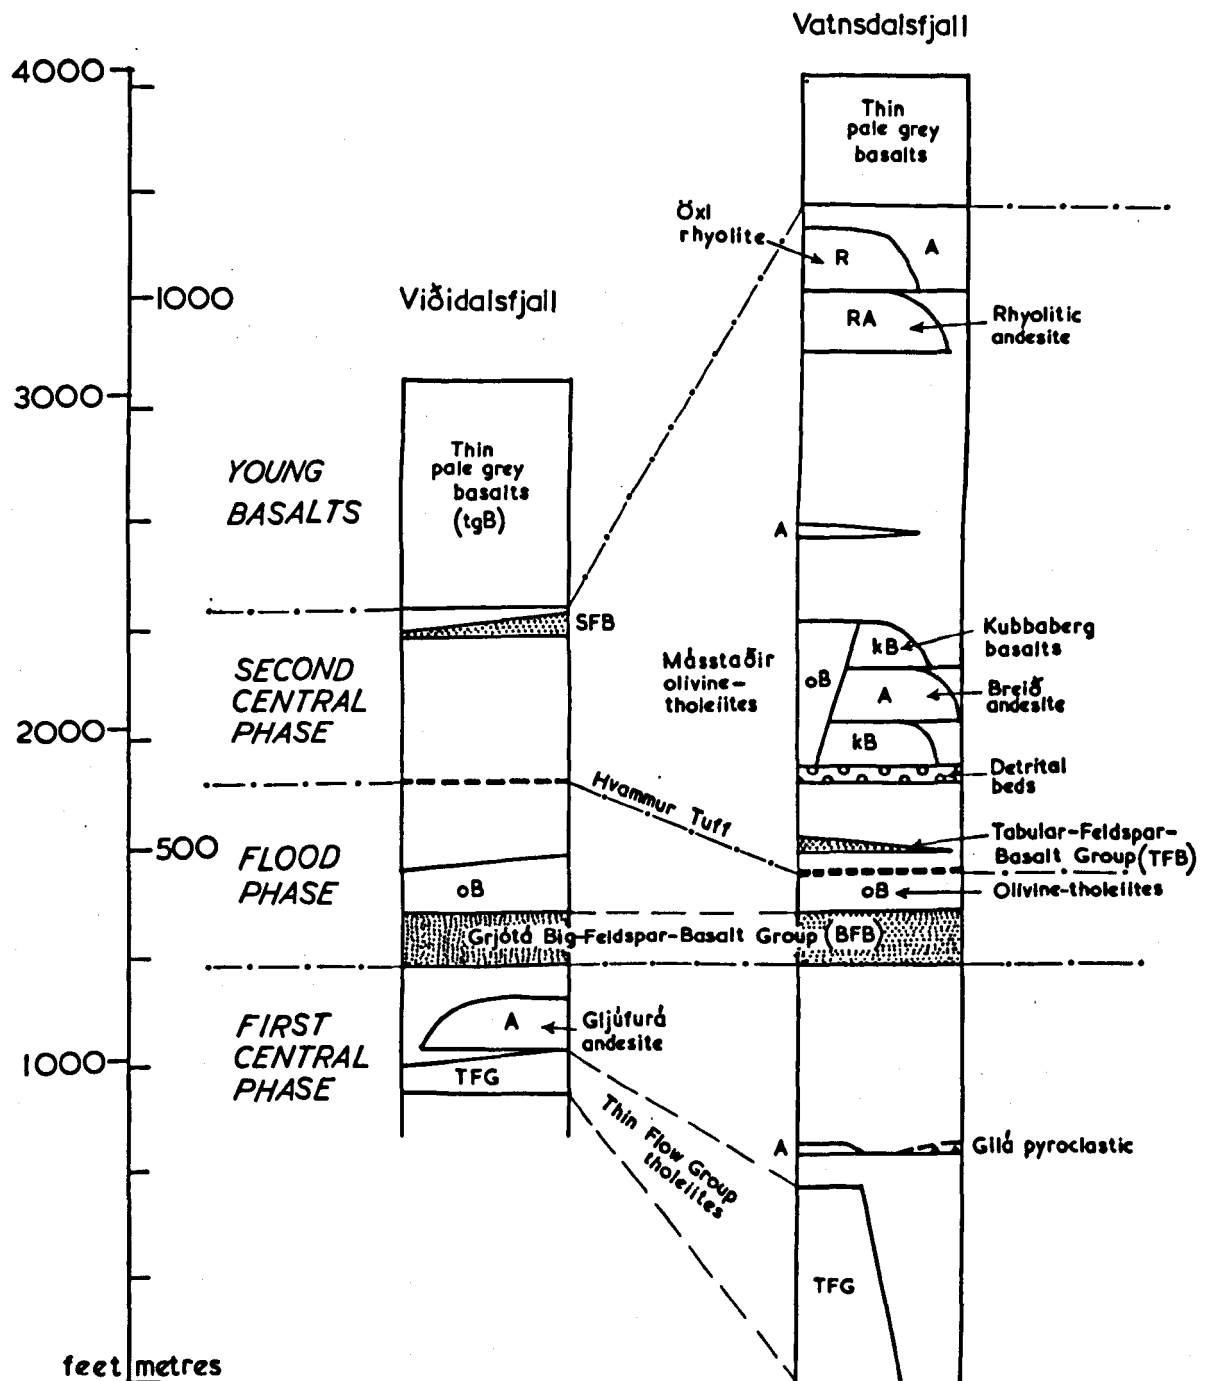 Vatnsdalsfjall
4000
Thin
pale grey
basalts
Öxl
rhyolite
R
A
1000
Viðidalsfjall
RA
Rhyolitic
andesite
3000
YOUNG
BASALTS
Thin
pale grey
basalts
(tgB)
A
SFB
SECOND
CENTRAL
PHASE
Másstaðir
olivine-
tholeiites
oB
kB
Kubbaberg
basalts
A
Breið
andesite
2000
kB
Detrital
beds
Hvammur Tuff
500
FLOOD
PHASE
Tabular-Feldspar-
Basalt Group (TFB)
oB
oB
Olivine-tholeiites
Grjótá Big-Feldspar-Basalt Group (BFB)
FIRST
CENTRAL
PHASE
A
Gljúfurá
andesite
1000
TFG
Thin Flow Group
tholeiites
A
Gilá pyroclastic
TFG
feet metres